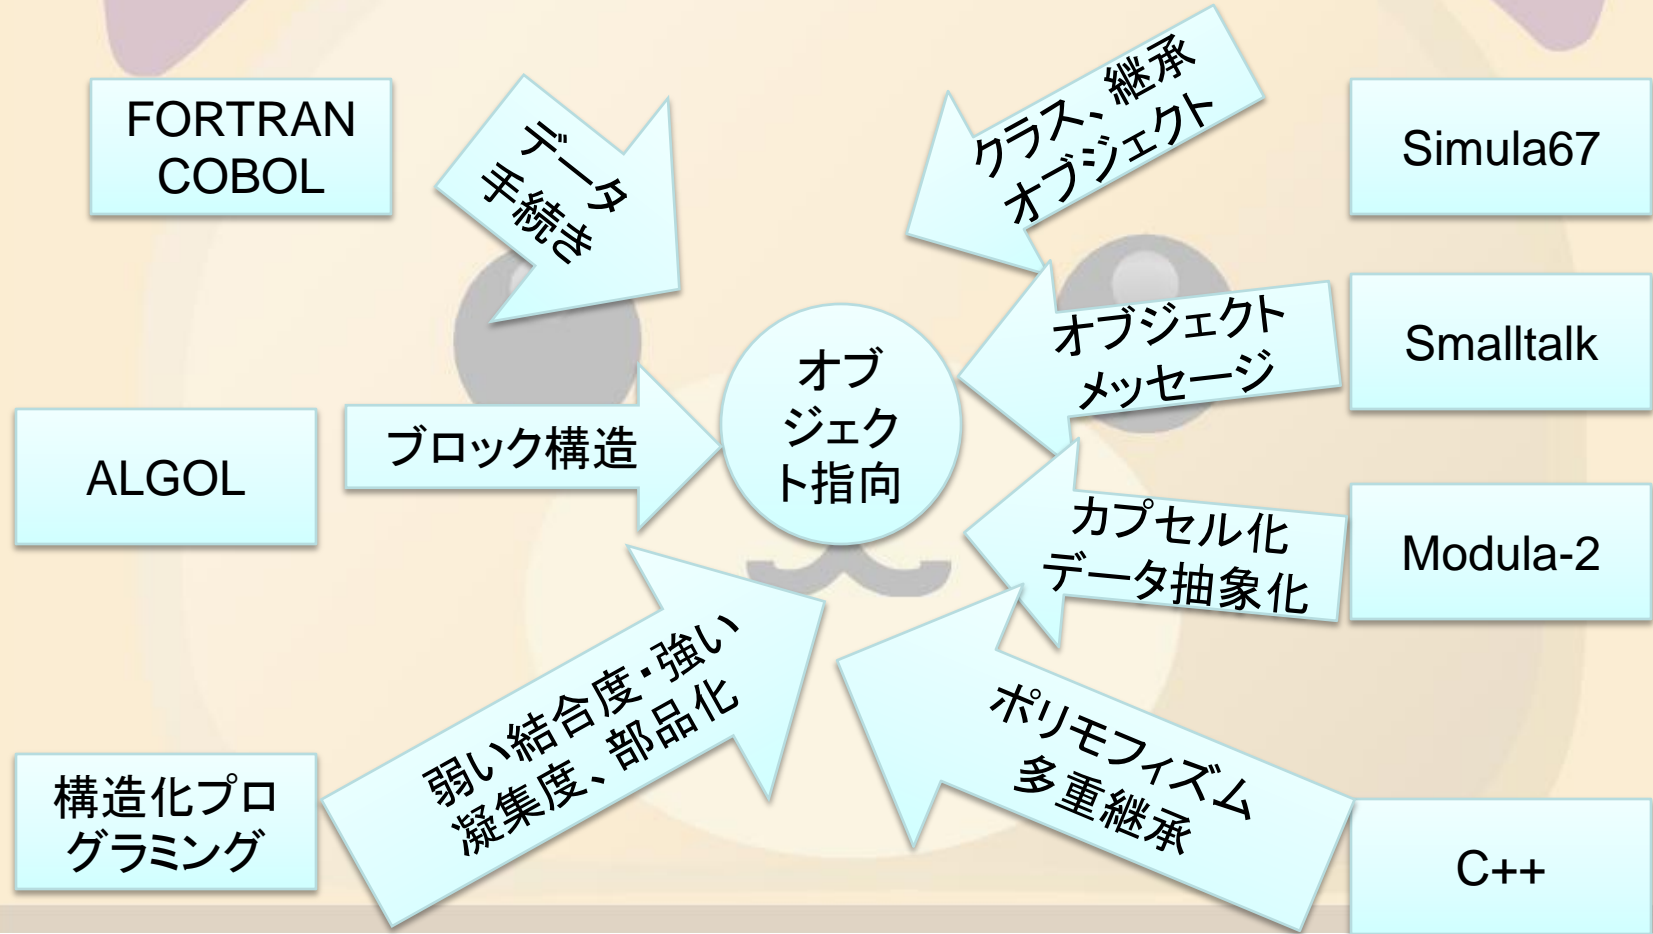 FORTRAN
COBOL
データ
手続き
クラス、継承
オブジェクト
Simula67
オブジェクト
メッセージ
Smalltalk
オブ
ジェク
ト指向
ALGOL
ブロック構造
カプセル化
データ抽象化
Modula-2
構造化プロ
グラミング
弱い結合度・強い
凝集度、部品化
ポリモフィズム
多重継承
C++